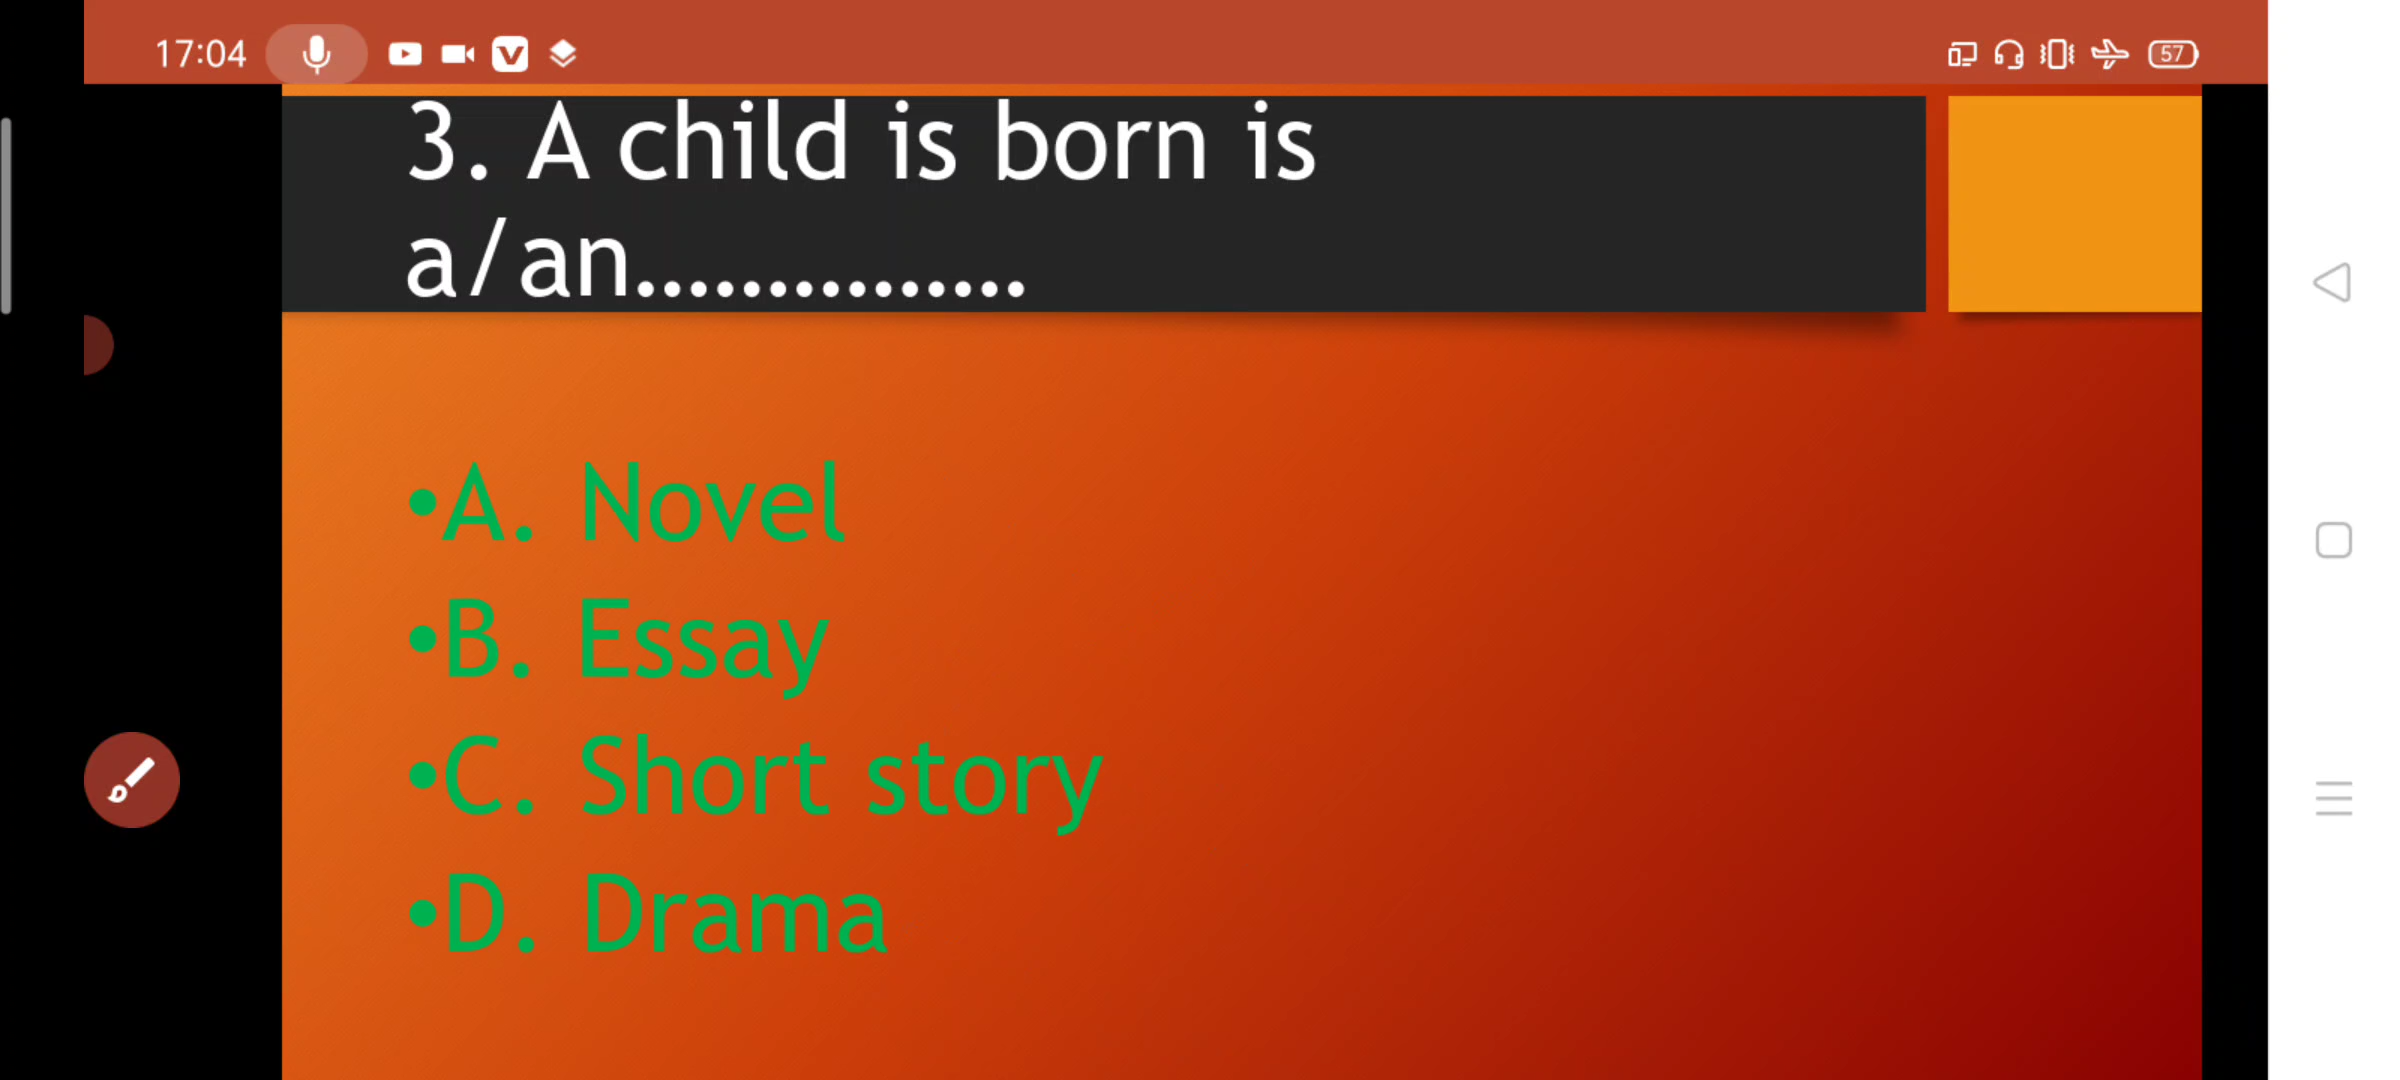 17:04
57
3. A child is born is
a/an...............
•A. Novel
•B. Essay
•C. Short story
•D. Drama